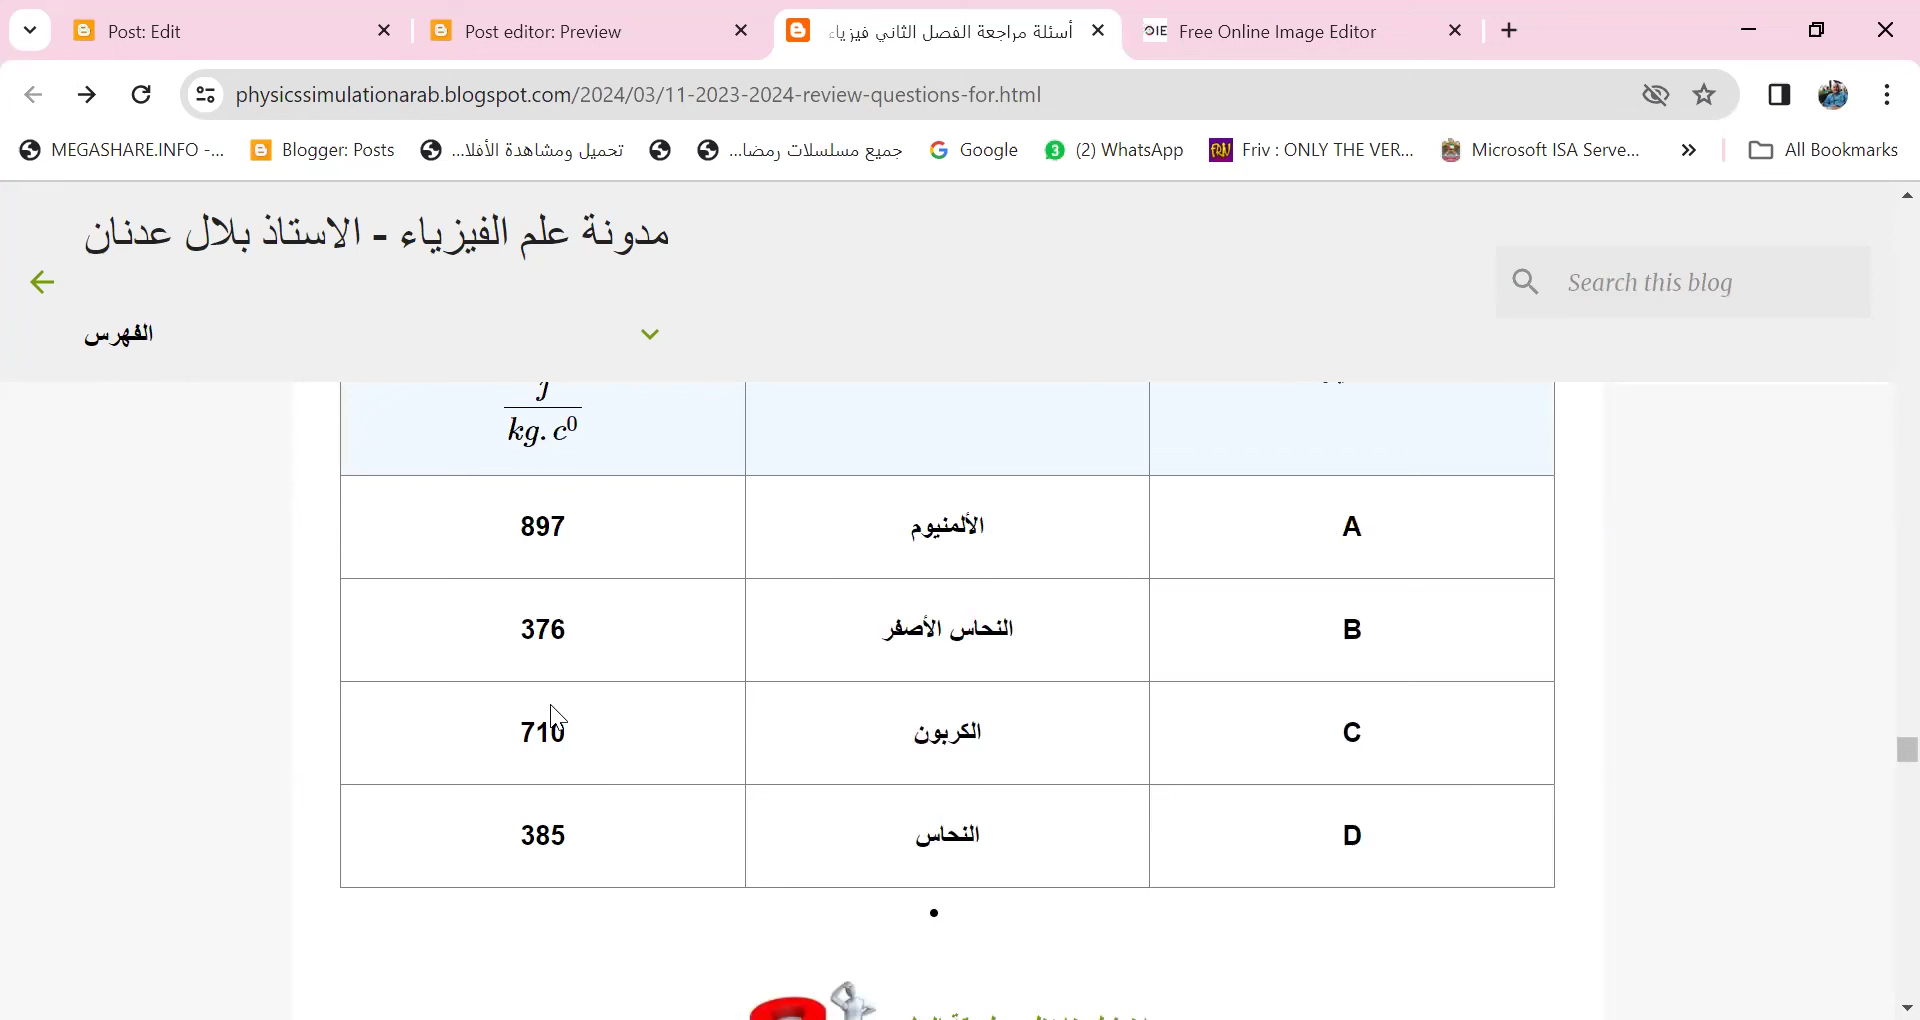 Post: Edit
Post editor: Preview
أسئلة مراجعة الفصل الثاني فيزياء
OIE Free Online Image Editor
physicssimulationarab.blogspot.com/2024/03/11-2023-2024-review-questions-for.html
MEGASHARE.INFO -...
Blogger: Posts
تحميل ومشاهدة الأفلا...
جميع مسلسلات رمضا...
Google
3 (2) WhatsApp
FRIV Friv : ONLY THE VER...
Microsoft ISA Serve...
»
All Bookmarks
مدونة علم الفيزياء - الاستاذ بلال عدنان
Search this blog
الفهرس
j
kg. c⁰
897 الألمنيوم A
376 النحاس الأصفر B
710 الكربون C
385 النحاس D
•